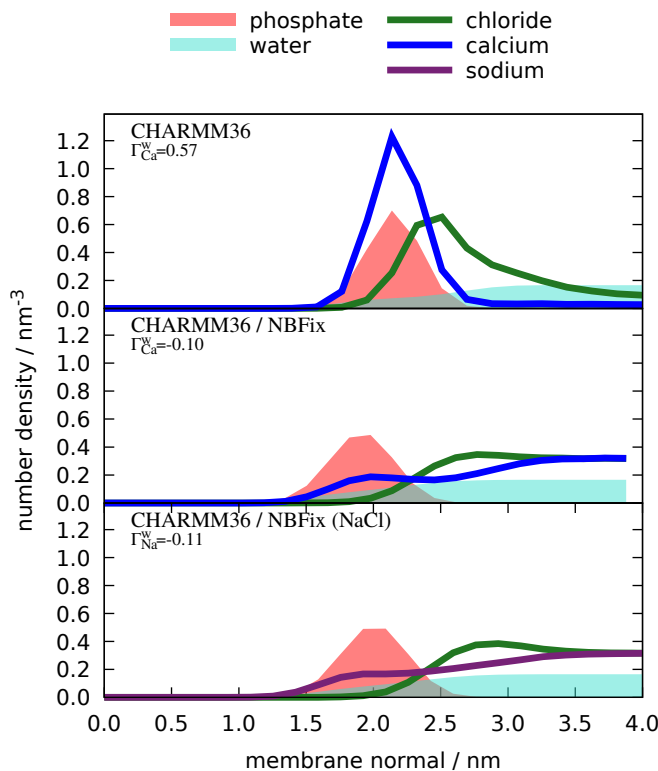 phosphate
water
chloride
calcium
sodium
number density / nm⁻³
CHARMM36
Γʷ_Ca=0.57
1.2
1.0
0.8
0.6
0.4
0.2
0.0
CHARMM36 / NBFix
Γʷ_Ca=-0.10
1.2
1.0
0.8
0.6
0.4
0.2
0.0
CHARMM36 / NBFix (NaCl)
Γʷ_Na=-0.11
1.2
1.0
0.8
0.6
0.4
0.2
0.0
0.0 0.5 1.0 1.5 2.0 2.5 3.0 3.5 4.0
membrane normal / nm